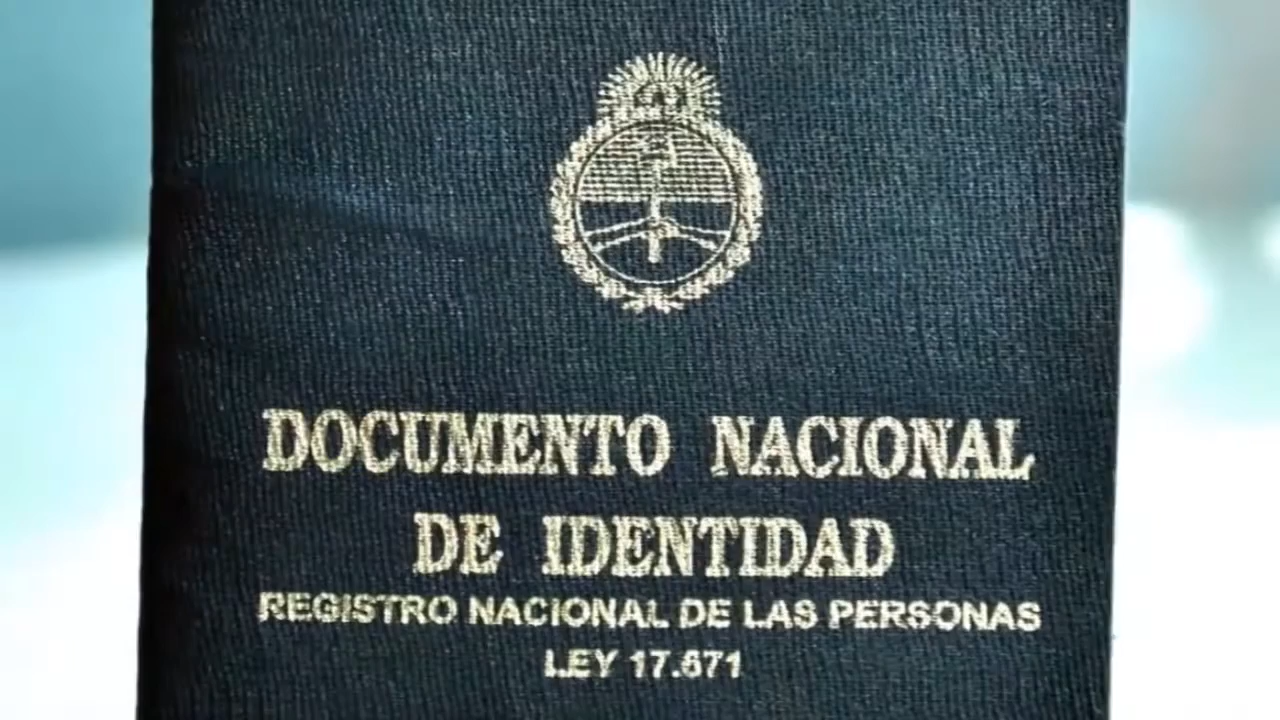 DOCUMENTO NACIONAL
DE IDENTIDAD
REGISTRO NACIONAL DE LAS PERSONAS
LEY 17.671